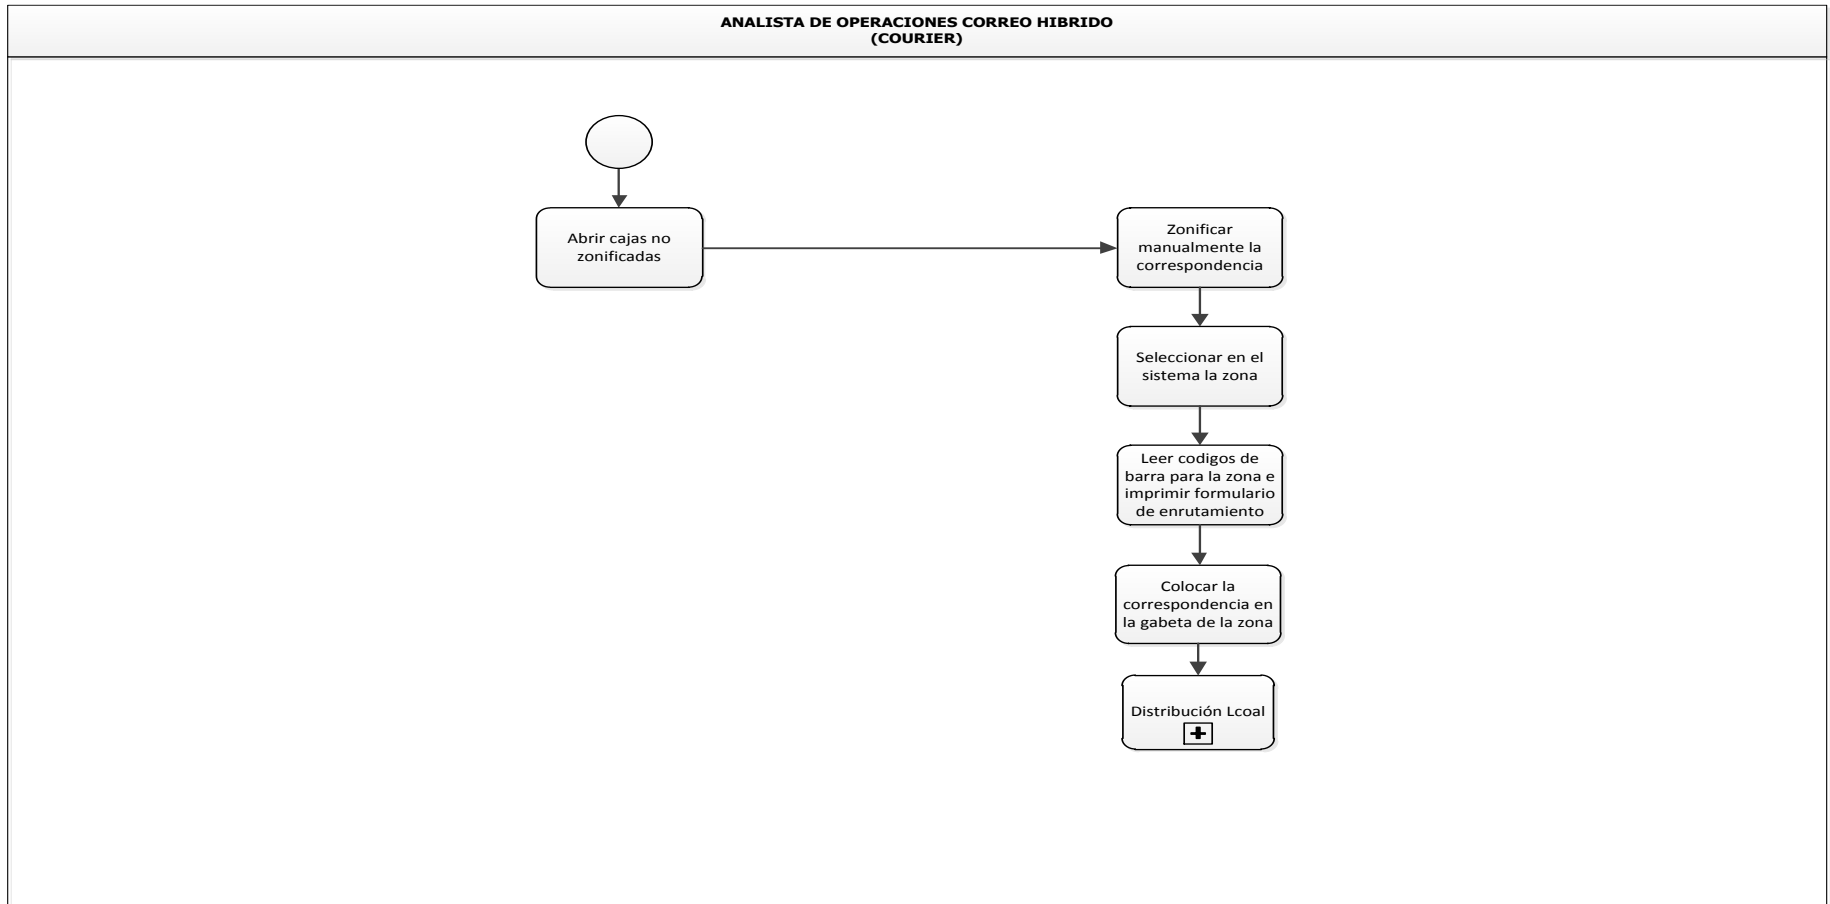 ANALISTA DE OPERACIONES CORREO HIBRIDO
(COURIER)
Abrir cajas no
zonificadas
Zonificar
manualmente la
correspondencia
Seleccionar en el
sistema la zona
Leer codigos de
barra para la zona e
imprimir formulario
de enrutamiento
Colocar la
correspondencia en
la gabeta de la zona
Distribución Lcoal